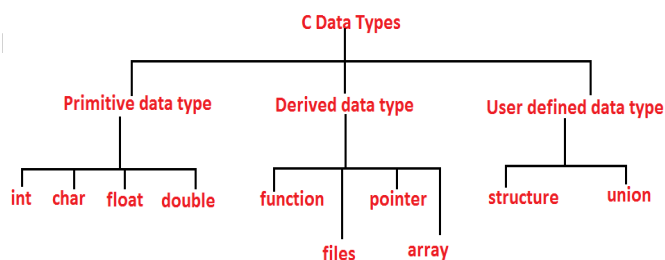 C Data Types
Primitive data type
Derived data type
User defined data type
int
char
float
double
function
pointer
structure
union
files
array